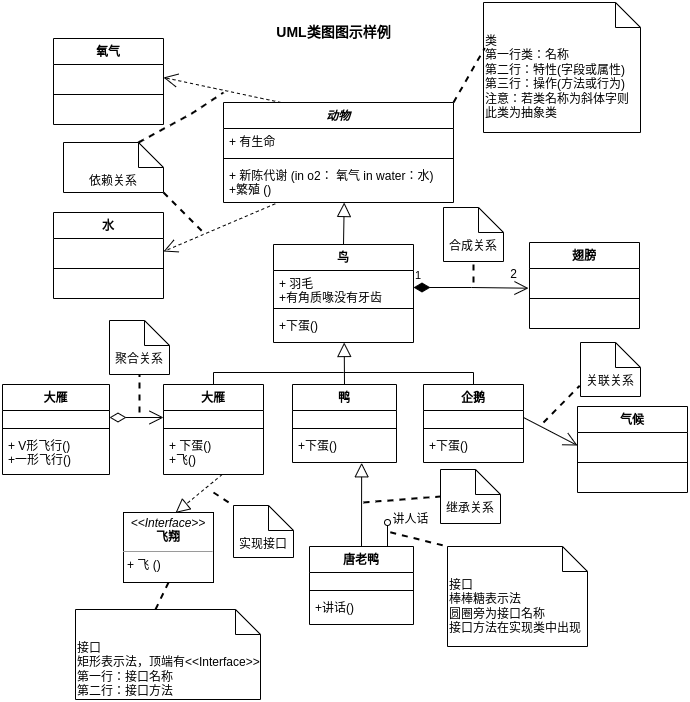 UML类图图示样例
氧气
类
第一行类：名称
第二行：特性(字段或属性)
第三行：操作(方法或行为)
注意：若类名称为斜体字则
此类为抽象类
动物
+ 有生命
+ 新陈代谢 (in o2： 氧气 in water：水)
+繁殖 ()
依赖关系
水
鸟
+ 羽毛
+有角质喙没有牙齿
+下蛋()
合成关系
1
2
翅膀
聚合关系
关联关系
大雁
+ V形飞行()
+一形飞行()
大雁
+ 下蛋()
+飞()
鸭
+下蛋()
企鹅
+下蛋()
气候
继承关系
<<Interface>>
飞翔
+ 飞 ()
实现接口
讲人话
唐老鸭
+讲话()
接口
棒棒糖表示法
圆圈旁为接口名称
接口方法在实现类中出现
接口
矩形表示法，顶端有<<Interface>>
第一行：接口名称
第二行：接口方法